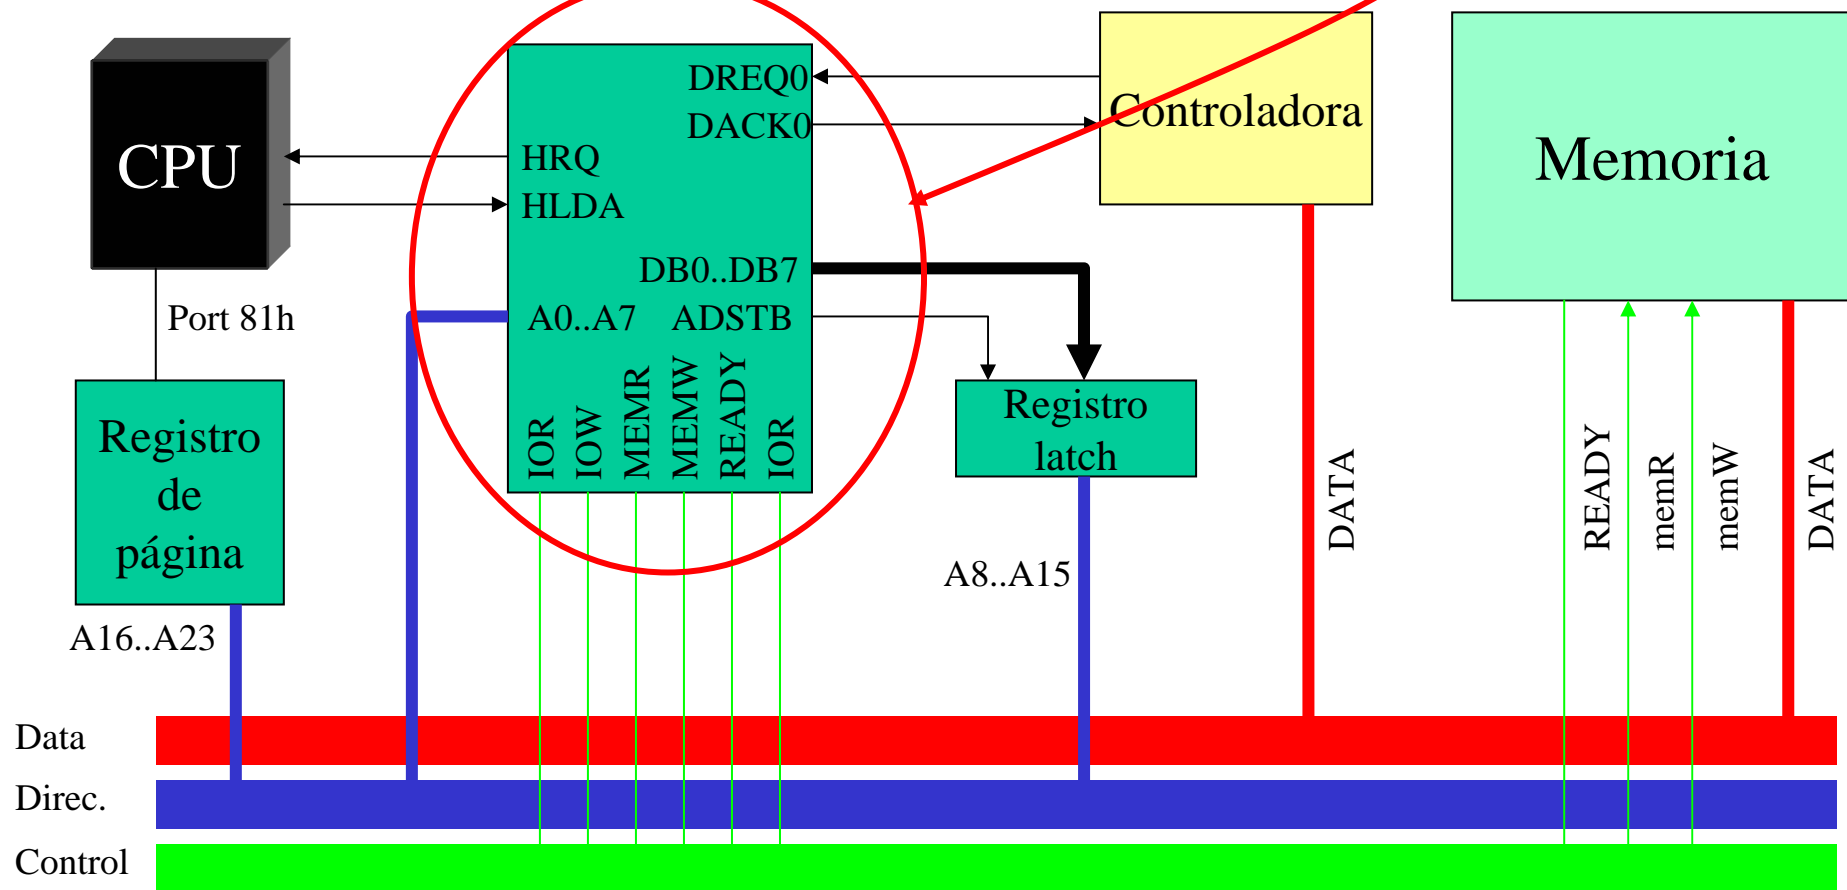 CPU
DREQ0
DACK0
HRQ
HLDA
DB0..DB7
A0..A7
ADSTB
IOR
IOW
MEMR
MEMW
READY
IOR
Controladora
Memoria
Port 81h
Registro
de
página
A16..A23
Registro
latch
A8..A15
DATA
READY
memR
memW
DATA
Data
Direc.
Control